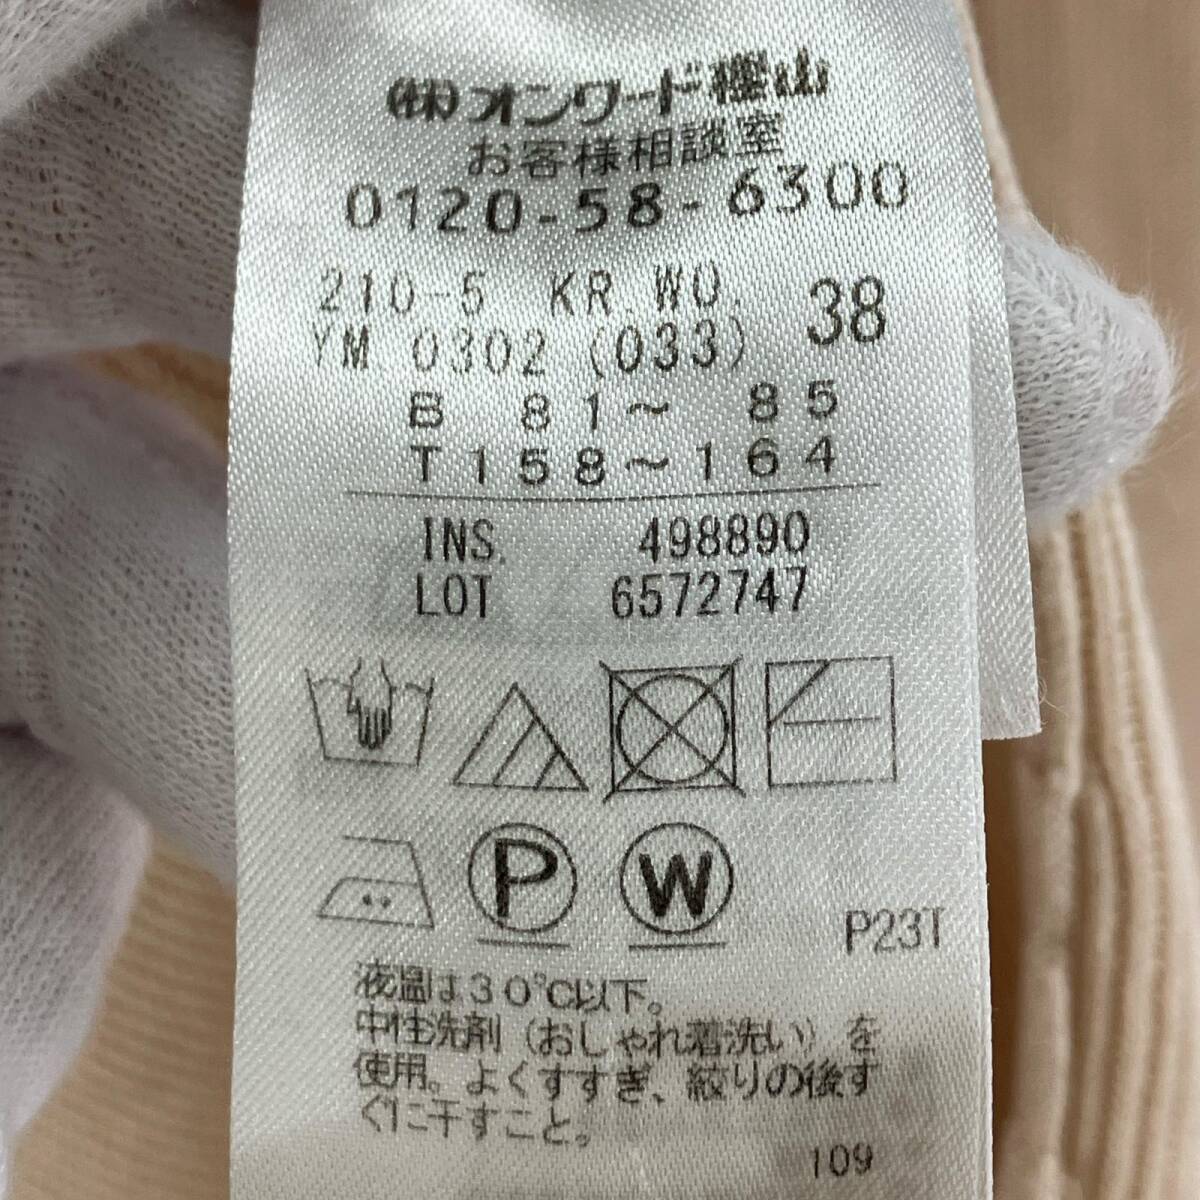 ㈱オンワード樫山
お客様相談室
0120-58-6300
210-5 KR WO. 38
YM 0302 (033)
B 81～ 85
T158～164
INS. 498890
LOT 6572747
P W
P23T
液温は30℃以下。
中性洗剤（おしゃれ着洗い）を
使用。よくすすぎ、絞りの後す
ぐに干すこと。
109